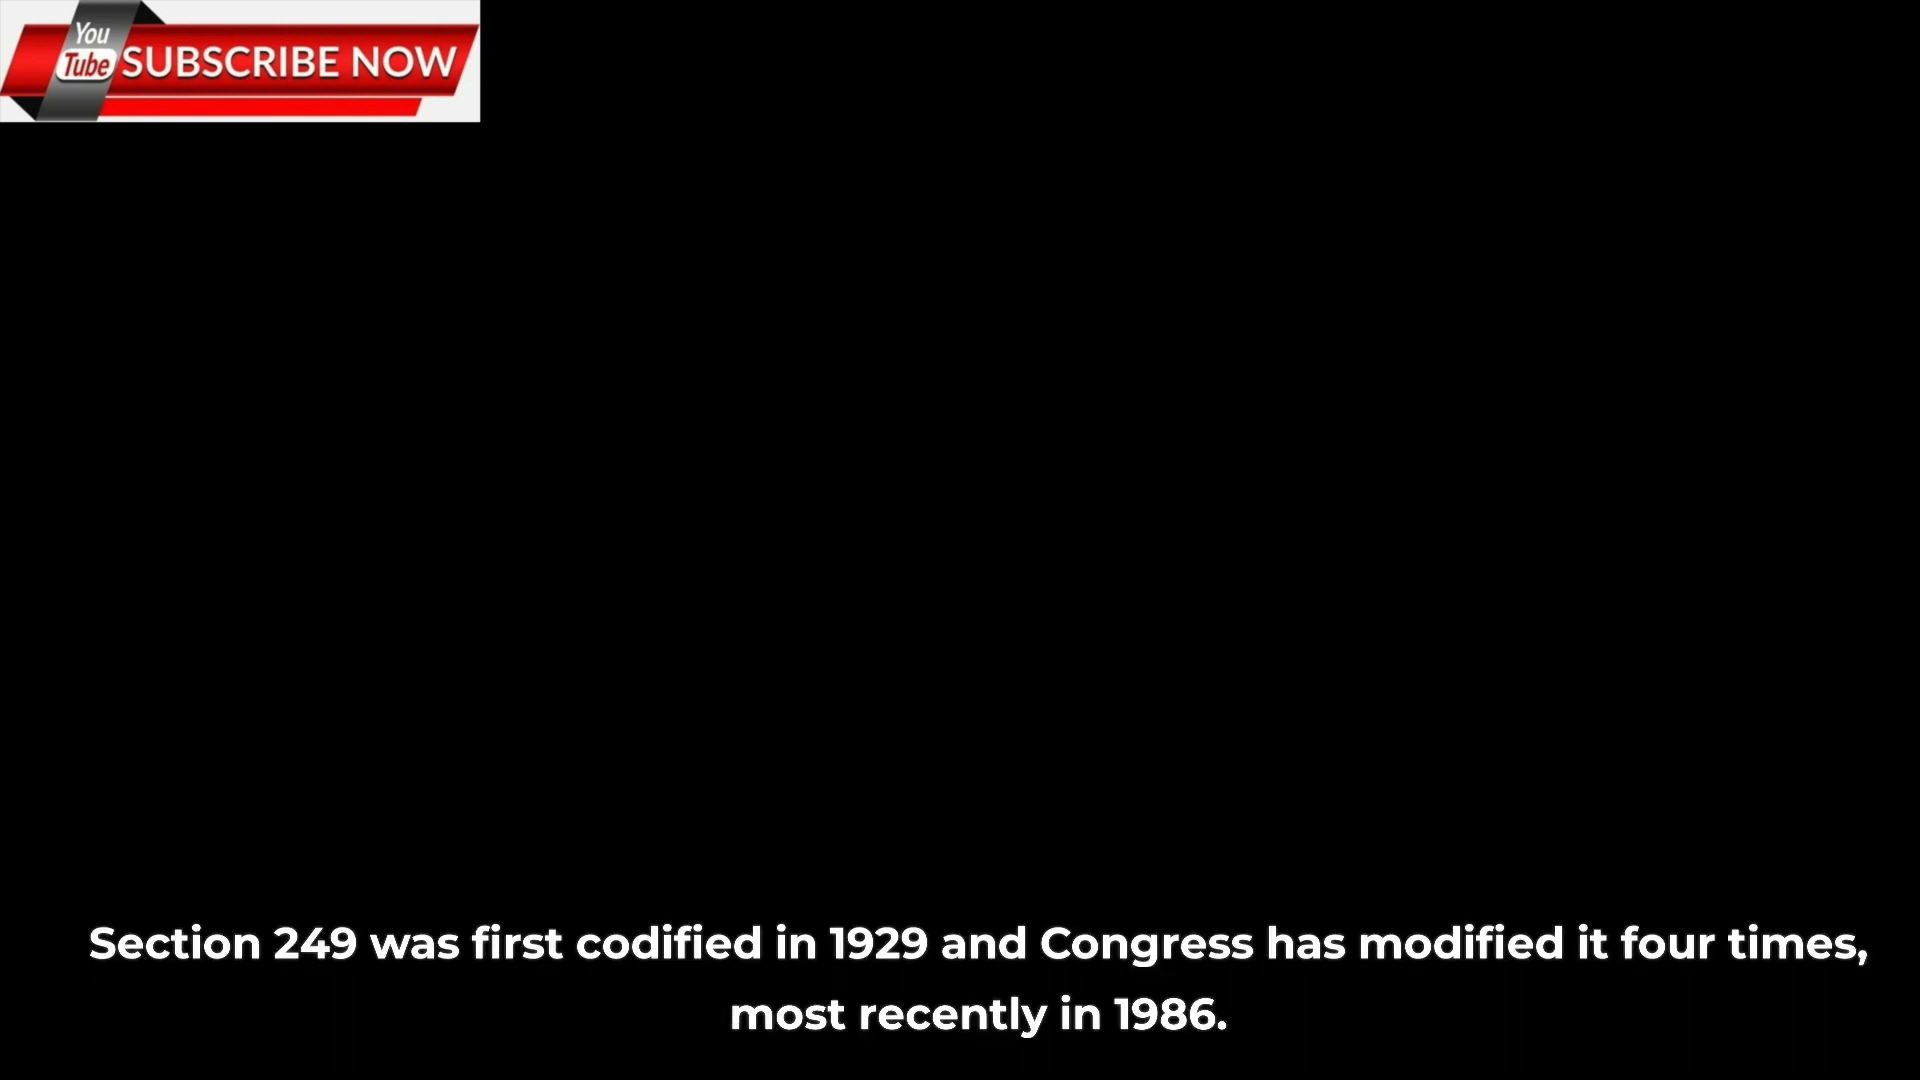 You
Tube SUBSCRIBE NOW
Section 249 was first codified in 1929 and Congress has modified it four times,
most recently in 1986.